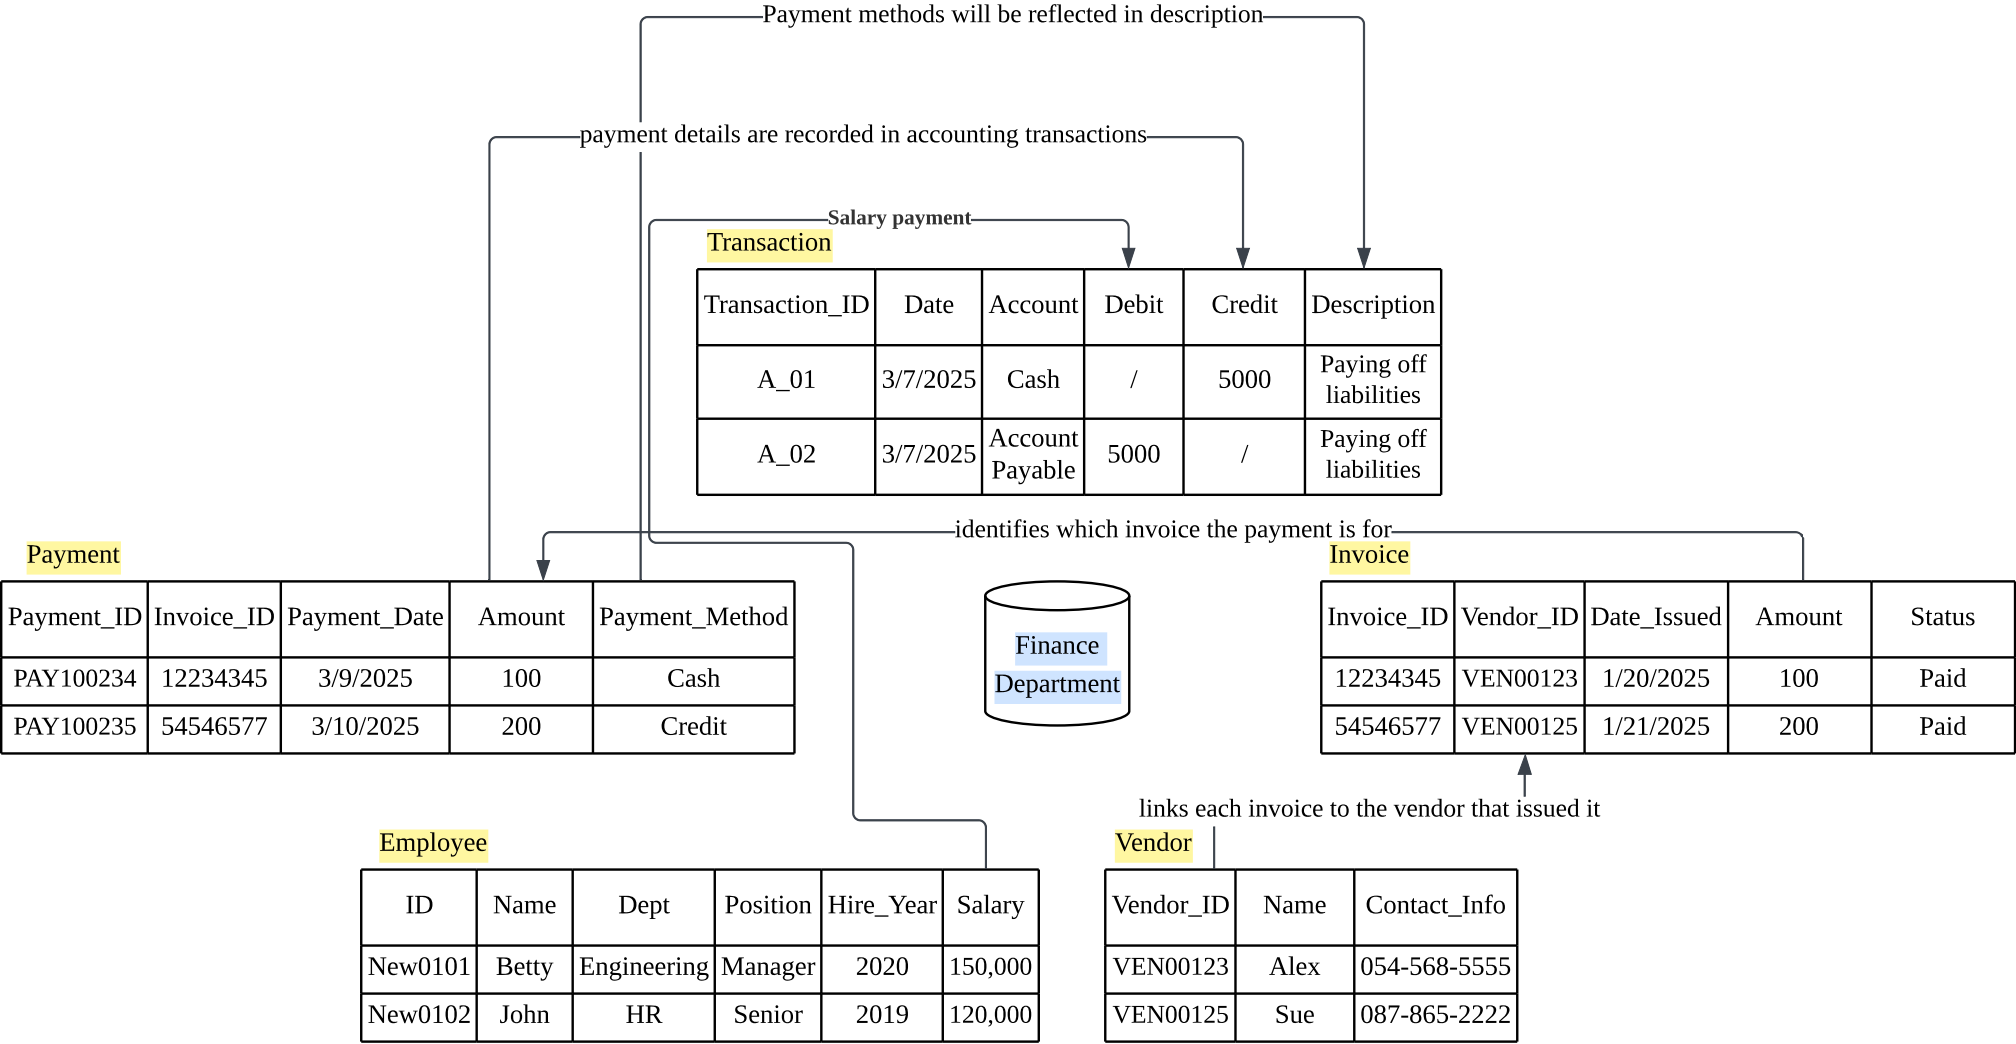 Payment methods will be reflected in description
payment details are recorded in accounting transactions
Salary payment
Transaction
Transaction_ID Date Account Debit Credit Description
A_01 3/7/2025 Cash / 5000 Paying off
liabilities
A_02 3/7/2025 Account
Payable 5000 / Paying off
liabilities
identifies which invoice the payment is for
Payment
Payment_ID Invoice_ID Payment_Date Amount Payment_Method
PAY100234 12234345 3/9/2025 100 Cash
PAY100235 54546577 3/10/2025 200 Credit
Finance
Department
Invoice
Invoice_ID Vendor_ID Date_Issued Amount Status
12234345 VEN00123 1/20/2025 100 Paid
54546577 VEN00125 1/21/2025 200 Paid
links each invoice to the vendor that issued it
Employee
ID Name Dept Position Hire_Year Salary
New0101 Betty Engineering Manager 2020 150,000
New0102 John HR Senior 2019 120,000
Vendor
Vendor_ID Name Contact_Info
VEN00123 Alex 054-568-5555
VEN00125 Sue 087-865-2222